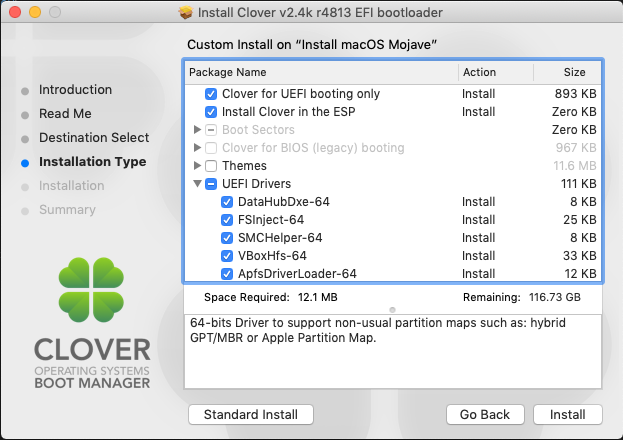 Install Clover v2.4k r4813 EFI bootloader
Custom Install on “Install macOS Mojave”
Introduction
Read Me
Destination Select
Installation Type
Installation
Summary
Package Name Action Size
Clover for UEFI booting only Install 893 KB
Install Clover in the ESP Install Zero KB
Boot Sectors Zero KB
Clover for BIOS (legacy) booting 967 KB
Themes 11.6 MB
UEFI Drivers 111 KB
DataHubDxe-64 Install 8 KB
FSInject-64 Install 25 KB
SMCHelper-64 Install 8 KB
VBoxHfs-64 Install 33 KB
ApfsDriverLoader-64 Install 12 KB
Space Required: 12.1 MB Remaining: 116.73 GB
64-bits Driver to support non-usual partition maps such as: hybrid
GPT/MBR or Apple Partition Map.
CLOVER
OPERATING SYSTEMS
BOOT MANAGER
Standard Install Go Back Install